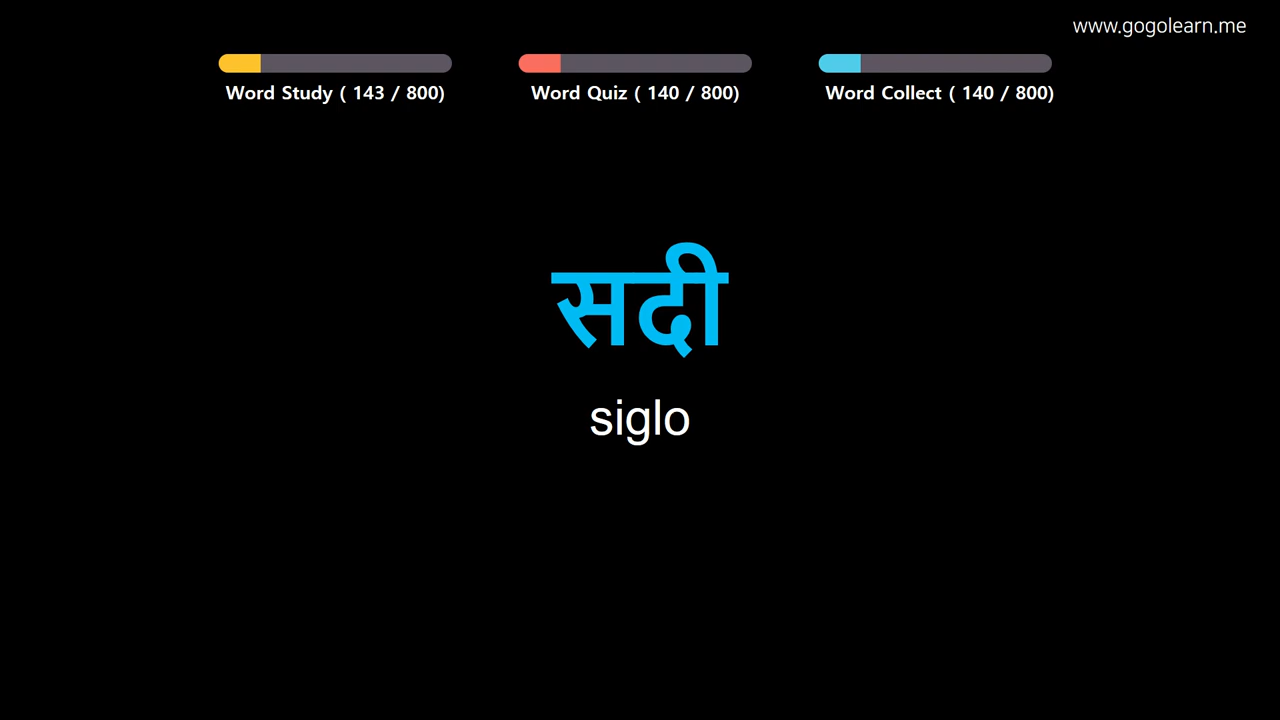 www.gogolearn.me
Word Study ( 143 / 800)
Word Quiz ( 140 / 800)
Word Collect ( 140 / 800)
सदी
siglo